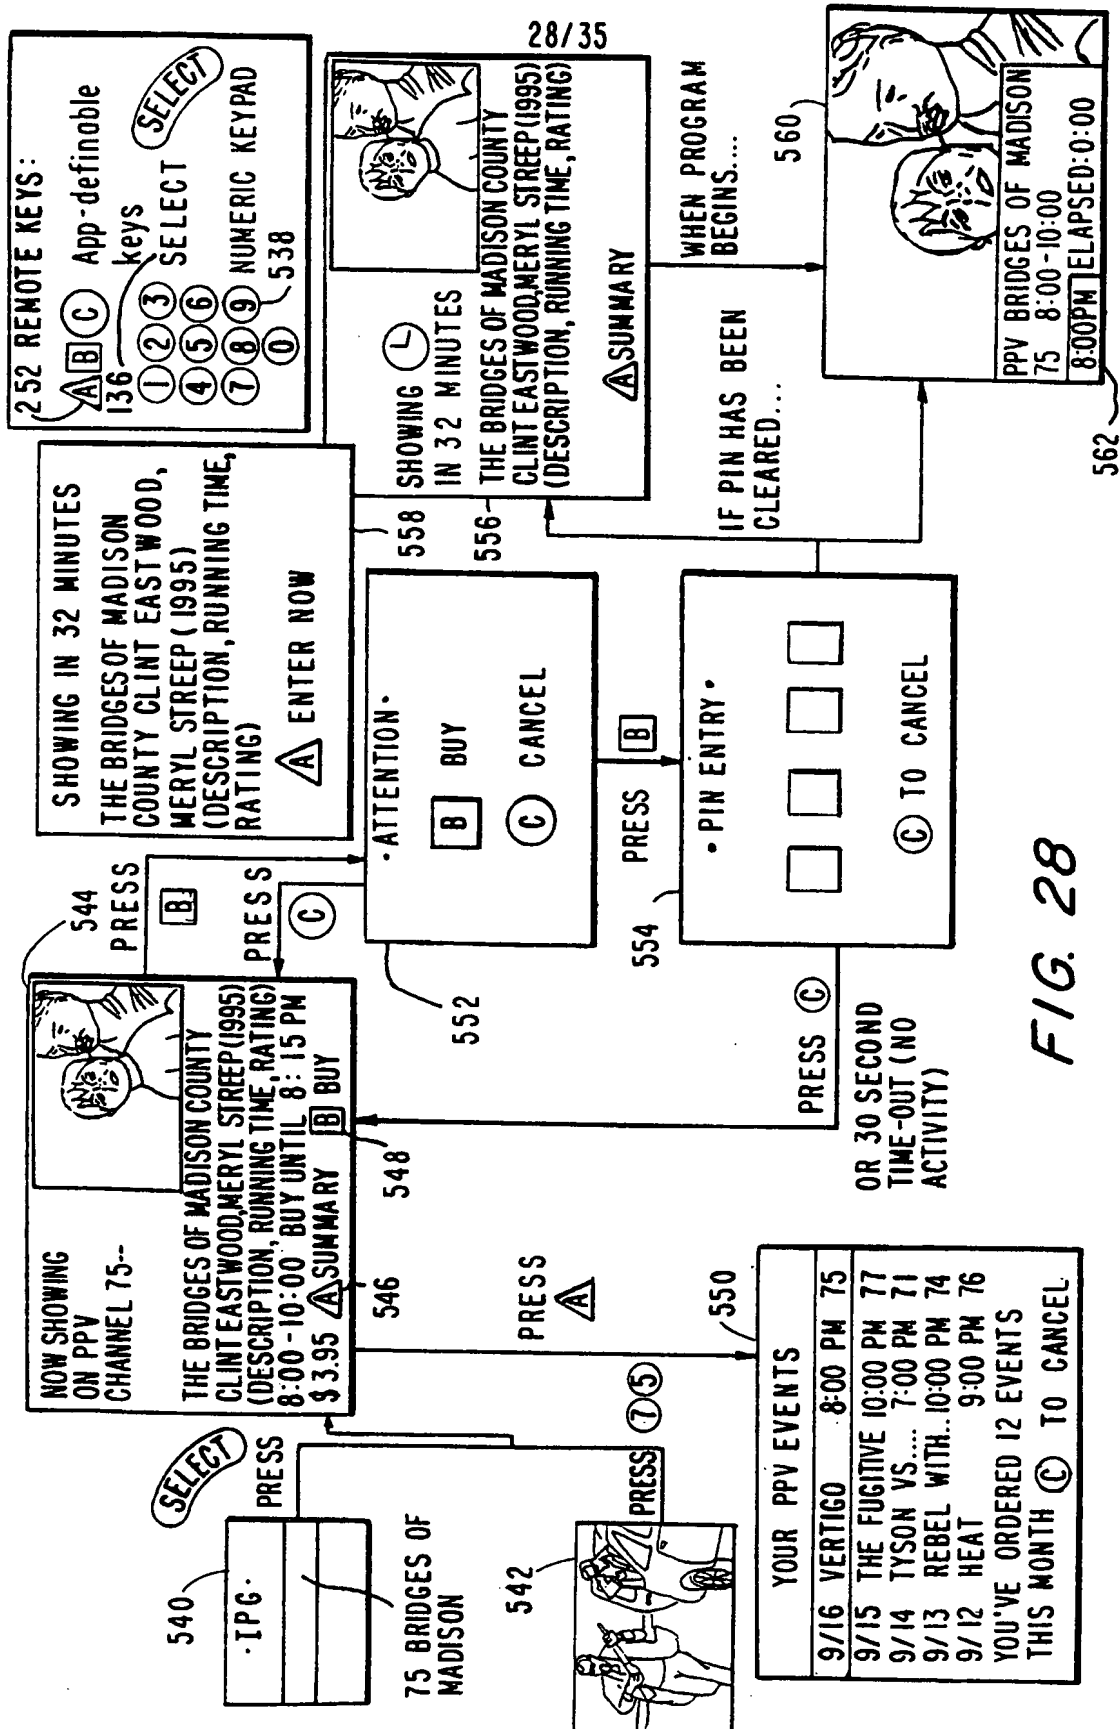 28/35
252 REMOTE KEYS:
A B C App-definable
keys
136
SELECT
SELECT
1 2 3
4 5 6
7 8 9 NUMERIC KEYPAD
0
538
SHOWING IN 32 MINUTES
THE BRIDGES OF MADISON
COUNTY CLINT EASTWOOD,
MERYL STREEP (1995)
(DESCRIPTION, RUNNING TIME,
RATING)
A ENTER NOW
558
SHOWING
IN 32 MINUTES
THE BRIDGES OF MADISON COUNTY
CLINT EASTWOOD,MERYL STREEP(1995)
(DESCRIPTION, RUNNING TIME, RATING)
A SUMMARY
556
544
NOW SHOWING
ON PPV
CHANNEL 75--
THE BRIDGES OF MADISON COUNTY
CLINT EASTWOOD,MERYL STREEP(1995)
(DESCRIPTION, RUNNING TIME, RATING)
8:00-10:00 BUY UNTIL 8:15 PM
$3.95 A SUMMARY B BUY
546
548
PRESS
B
PRESS
C
·ATTENTION·
B BUY
C CANCEL
552
PRESS B
·PIN ENTRY·
C TO CANCEL
554
PRESS C
OR 30 SECOND
TIME-OUT (NO
ACTIVITY)
IF PIN HAS BEEN
CLEARED...
WHEN PROGRAM
BEGINS....
560
PPV BRIDGES OF MADISON
75 8:00-10:00
8:00PM ELAPSED:0:00
562
SELECT
PRESS
540
·IPG·
75 BRIDGES OF
MADISON
542
PRESS 7 5
PRESS
A
550
YOUR PPV EVENTS
9/16 VERTIGO 8:00 PM 75
9/15 THE FUGITIVE 10:00 PM 77
9/14 TYSON VS.... 7:00 PM 71
9/13 REBEL WITH..10:00 PM 74
9/12 HEAT 9:00 PM 76
YOU'VE ORDERED 12 EVENTS
THIS MONTH C TO CANCEL
FIG. 28